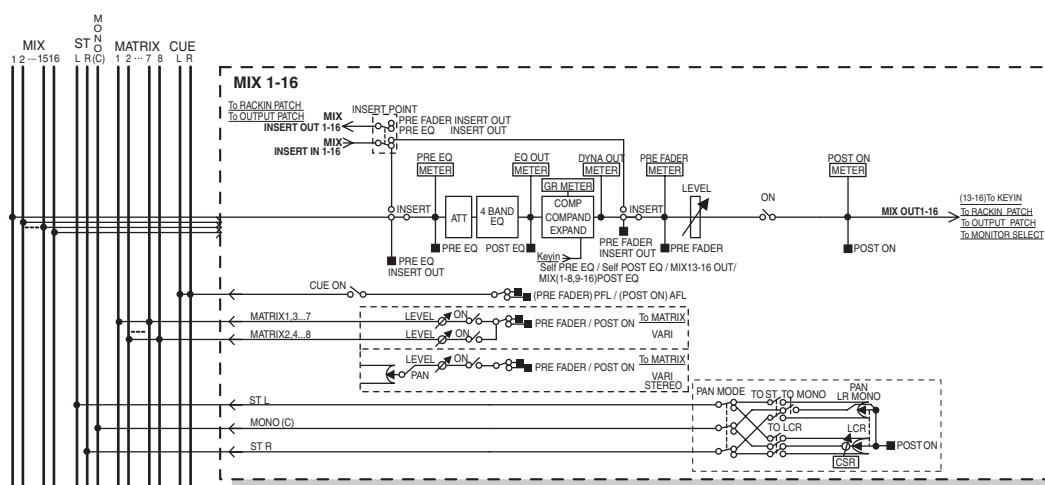 MIX
1 2 ··· 15 16
ST
L R
MONO
(C)
MATRIX
1 2 ··· 7 8
CUE
L R
MIX 1-16
To RACKIN PATCH
To OUTPUT PATCH
MIX
INSERT OUT 1-16
MIX
INSERT IN 1-16
INSERT POINT
PRE FADER INSERT OUT
PRE EQ INSERT OUT
PRE EQ
METER
EQ OUT
METER
DYNA OUT
METER
PRE FADER
METER
POST ON
METER
GR METER
LEVEL
ON
INSERT
ATT
4 BAND
EQ
COMP
COMPAND
EXPAND
INSERT
MIX OUT1-16
(13-16)To KEYIN
To RACKIN PATCH
To OUTPUT PATCH
To MONITOR SELECT
PRE EQ
POST EQ
PRE FADER
INSERT OUT
PRE FADER
POST ON
PRE EQ
INSERT OUT
Keyin
Self PRE EQ / Self POST EQ / MIX13-16 OUT/
MIX(1-8,9-16)POST EQ
CUE ON
(PRE FADER) PFL / (POST ON) AFL
MATRIX1,3...7
LEVEL
ON
PRE FADER / POST ON
To MATRIX
VARI
MATRIX2,4...8
LEVEL
ON
LEVEL
ON
PAN
PRE FADER / POST ON
To MATRIX
VARI
STEREO
ST L
MONO (C)
ST R
PAN MODE
TO ST
TO MONO
PAN
LR MONO
TO LCR
LCR
POST ON
CSR